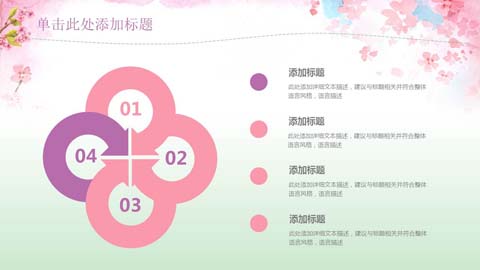 单击此处添加标题
01
02
03
04
添加标题
此处添加详细文本描述，建议与标题相关并符合整体
语言风格，语言描述
添加标题
此处添加详细文本描述，建议与标题相关并符合整体
语言风格，语言描述
添加标题
此处添加详细文本描述，建议与标题相关并符合整体
语言风格，语言描述
添加标题
此处添加详细文本描述，建议与标题相关并符合整体
语言风格，语言描述